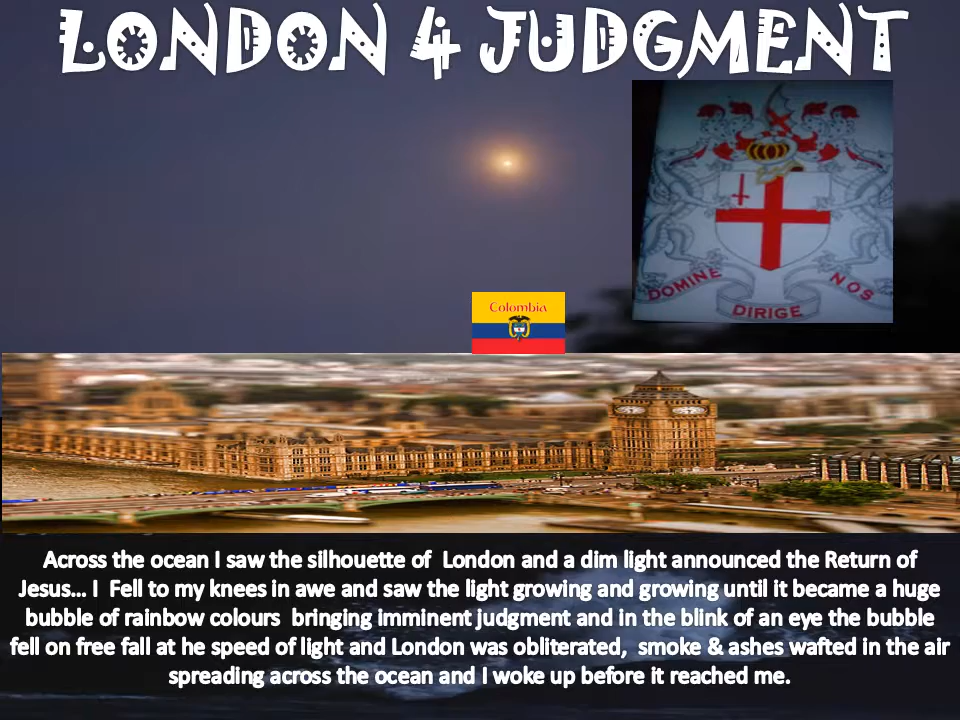 LONDON 4 JUDGMENT
DOMINE
DIRIGE
NOS
Colombia
Across the ocean I saw the silhouette of  London and a dim light announced the Return of
Jesus... I  Fell to my knees in awe and saw the light growing and growing until it became a huge
bubble of rainbow colours  bringing imminent judgment and in the blink of an eye the bubble
fell on free fall at he speed of light and London was obliterated,  smoke & ashes wafted in the air
spreading across the ocean and I woke up before it reached me.